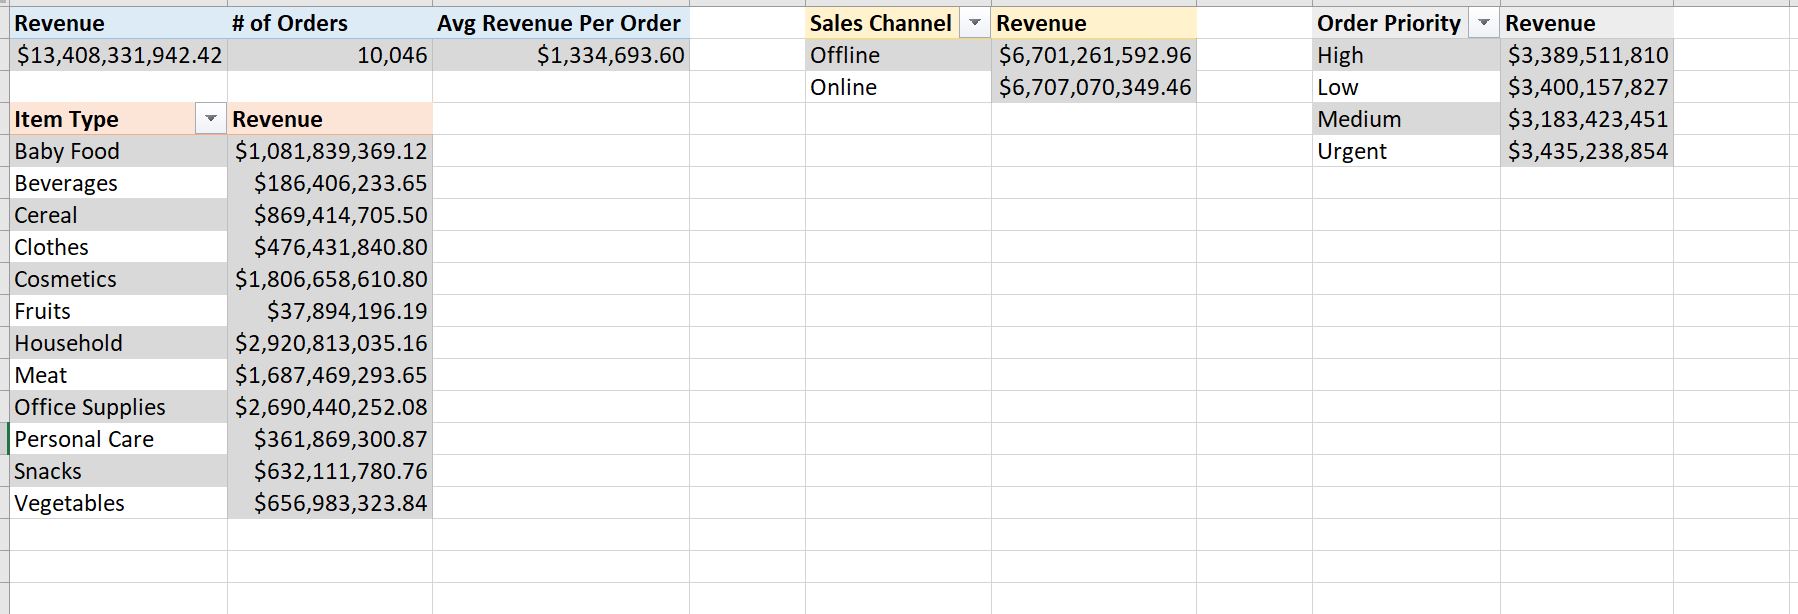 Revenue # of Orders Avg Revenue Per Order Sales Channel Revenue Order Priority Revenue
$13,408,331,942.42 10,046 $1,334,693.60 Offline $6,701,261,592.96 High $3,389,511,810
Online $6,707,070,349.46 Low $3,400,157,827
Item Type Revenue Medium $3,183,423,451
Baby Food $1,081,839,369.12 Urgent $3,435,238,854
Beverages $186,406,233.65
Cereal $869,414,705.50
Clothes $476,431,840.80
Cosmetics $1,806,658,610.80
Fruits $37,894,196.19
Household $2,920,813,035.16
Meat $1,687,469,293.65
Office Supplies $2,690,440,252.08
Personal Care $361,869,300.87
Snacks $632,111,780.76
Vegetables $656,983,323.84